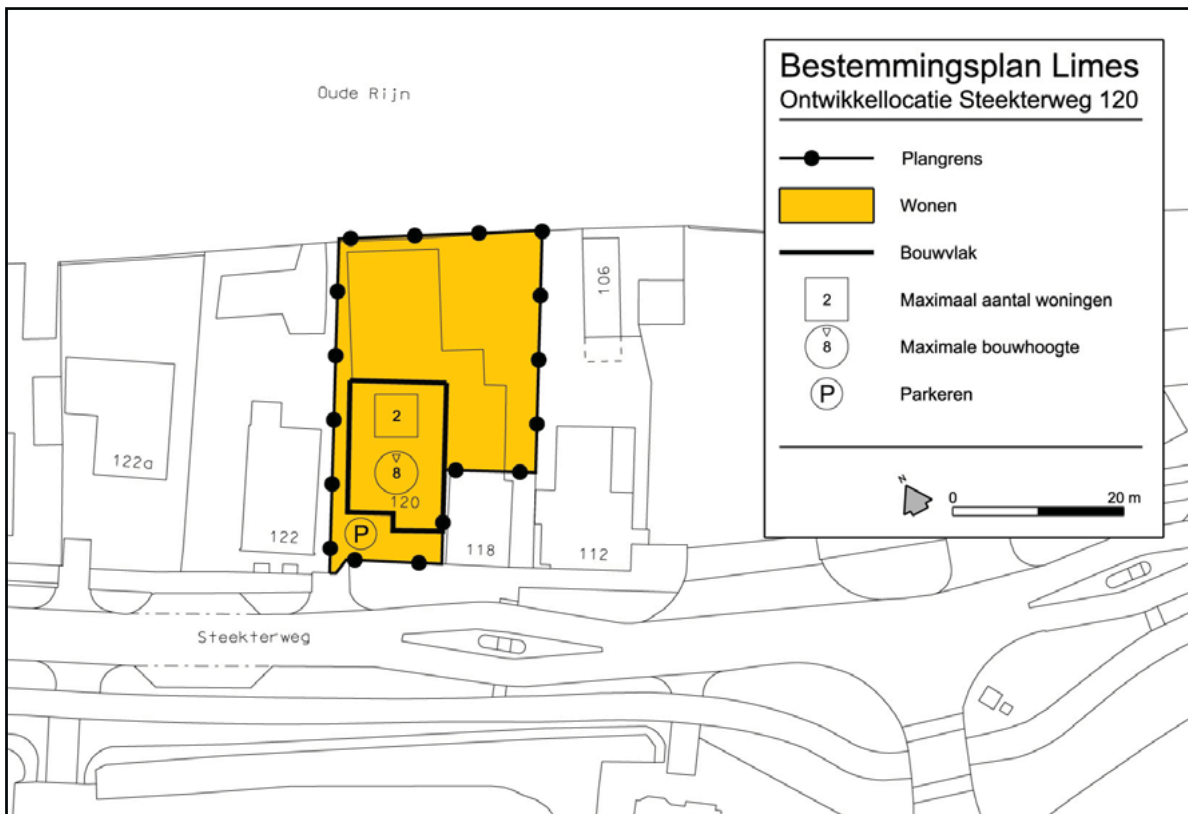 Oude Rijn
Bestemmingsplan Limes
Ontwikkellocatie Steekterweg 120
Plangrens
Wonen
Bouwvlak
2 Maximaal aantal woningen
8 Maximale bouwhoogte
P Parkeren
N
0 20 m
106
2
8
120
P
122a
122
118
112
Steekterweg